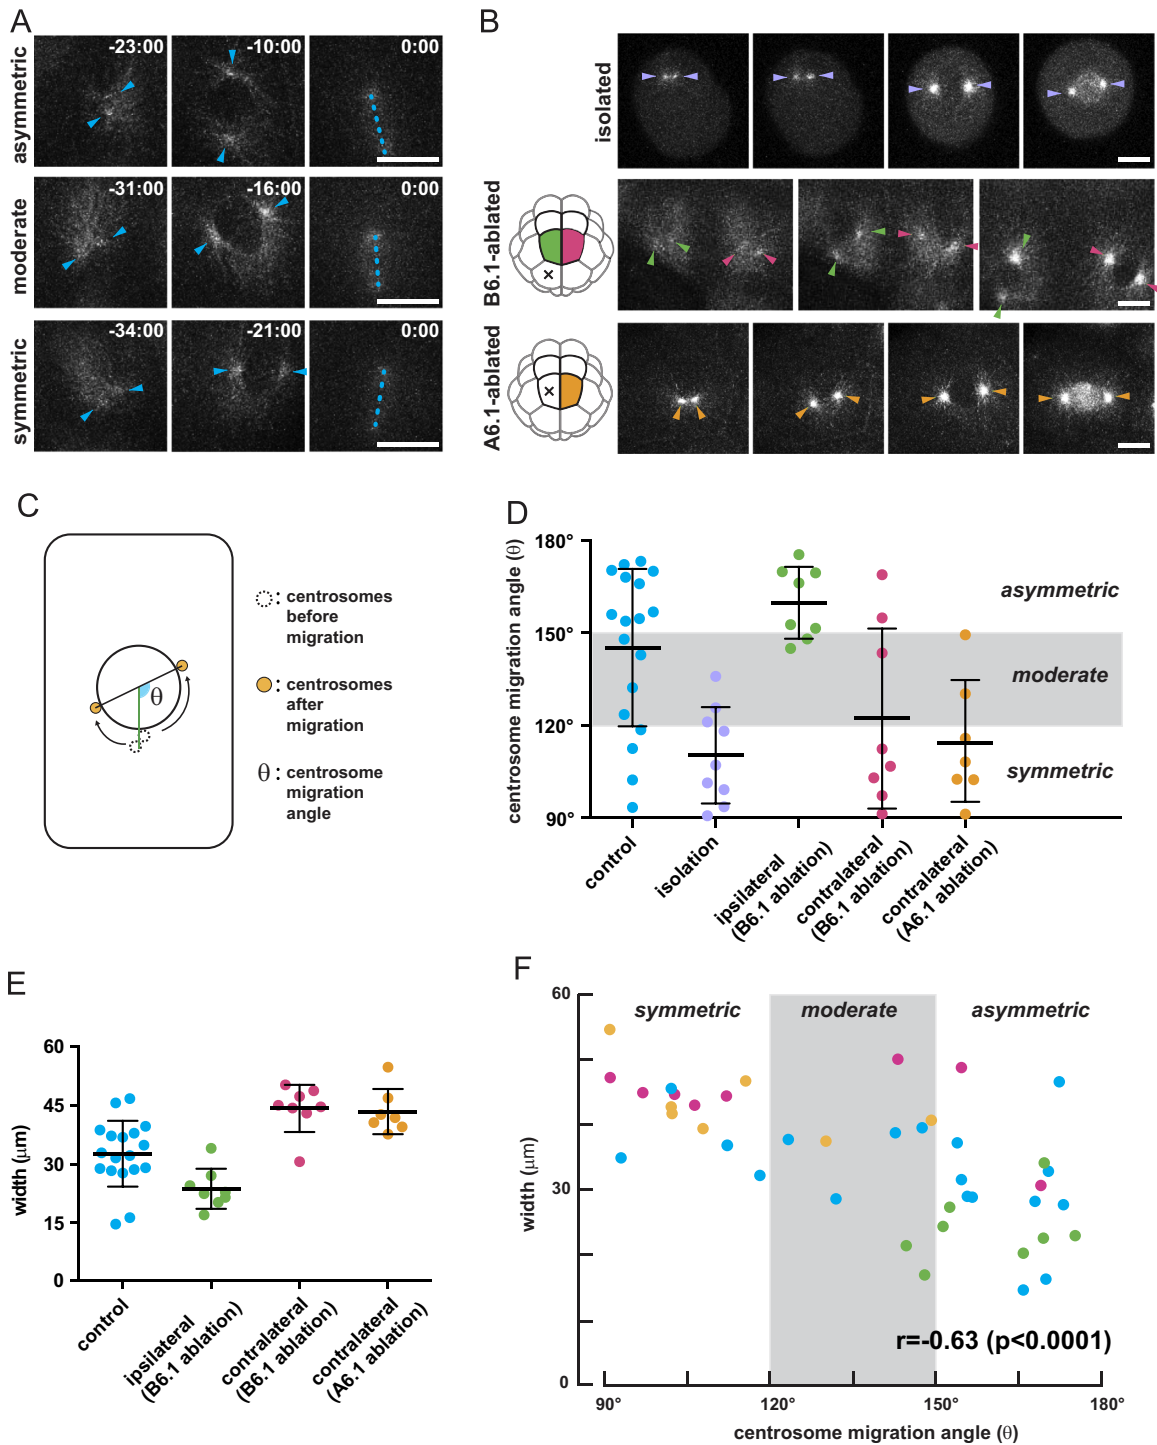 A
asymmetric
-23:00
-10:00
0:00
moderate
-31:00
-16:00
0:00
symmetric
-34:00
-21:00
0:00
B
isolated
B6.1-ablated
×
A6.1-ablated
×
C
θ
: centrosomes
before
migration
: centrosomes
after
migration
θ : centrosome
migration
angle
D
centrosome migration angle (θ)
180°
150°
120°
90°
asymmetric
moderate
symmetric
control
isolation
ipsilateral
(B6.1 ablation)
contralateral
(B6.1 ablation)
contralateral
(A6.1 ablation)
E
width (μm)
60
45
30
15
0
control
ipsilateral
(B6.1 ablation)
contralateral
(B6.1 ablation)
contralateral
(A6.1 ablation)
F
width (μm)
60
30
0
symmetric
moderate
asymmetric
r=-0.63 (p<0.0001)
90°
120°
150°
180°
centrosome migration angle (θ)